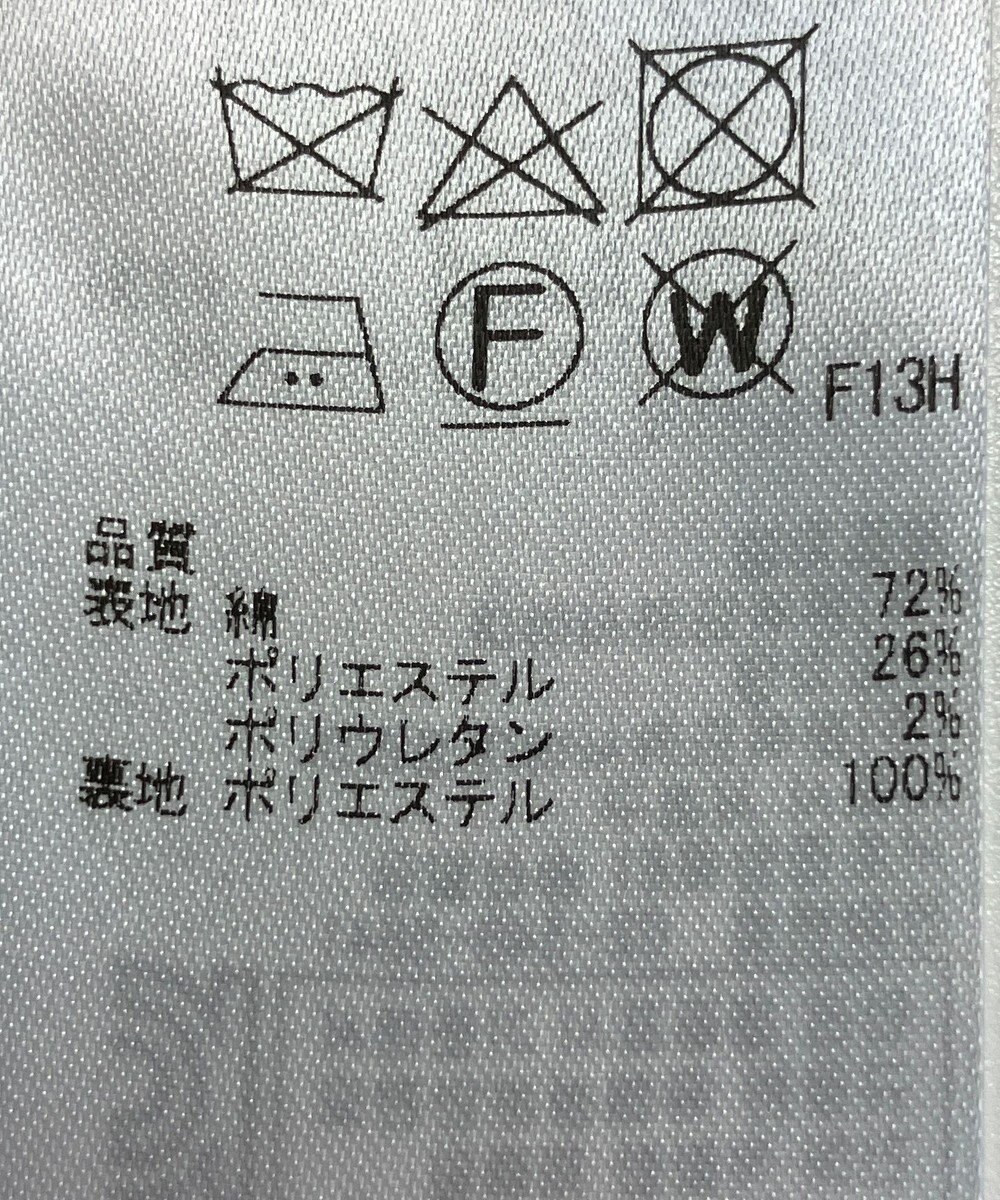 F W F13H
品質
表地 綿 72%
ポリエステル 26%
ポリウレタン 2%
裏地 ポリエステル 100%